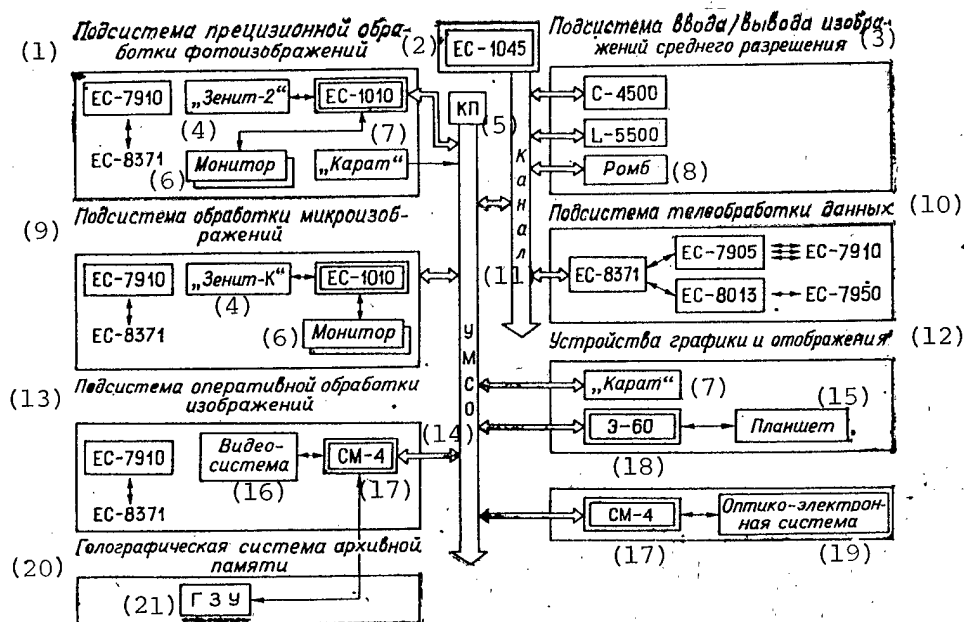 (1) Подсистема прецизионной обра-
ботки фотоизображений
(2) ЕС-1045
Подсистема ввода/вывода изобра-
жений среднего разрешения (3)
ЕС-7910 „Зенит-2“ ЕС-1010
(4) (7)
ЕС-8371 (6) Монитор „Карат“
КП (5)
Канал
С-4500
L-5500
Ромб (8)
(9) Подсистема обработки микроизоб-
ражений
Подсистема телеобработки данных (10)
ЕС-7910 „Зенит-К“ ЕС-1010
(4)
ЕС-8371 (6) Монитор
(11)
УМСО
ЕС-8371 ЕС-7905 ЕС-7910
ЕС-8013 ЕС-7950
Устройства графики и отображения (12)
(13) Подсистема оперативной обработки
изображений
„Карат“ (7)
(14) (15)
Э-60 Планшет
(18)
ЕС-7910 Видео-
система СМ-4
(16) (17)
ЕС-8371
СМ-4 Оптико-электрон-
ная система
(17) (19)
(20) Голографическая система архивной
памяти
(21) ГЗУ